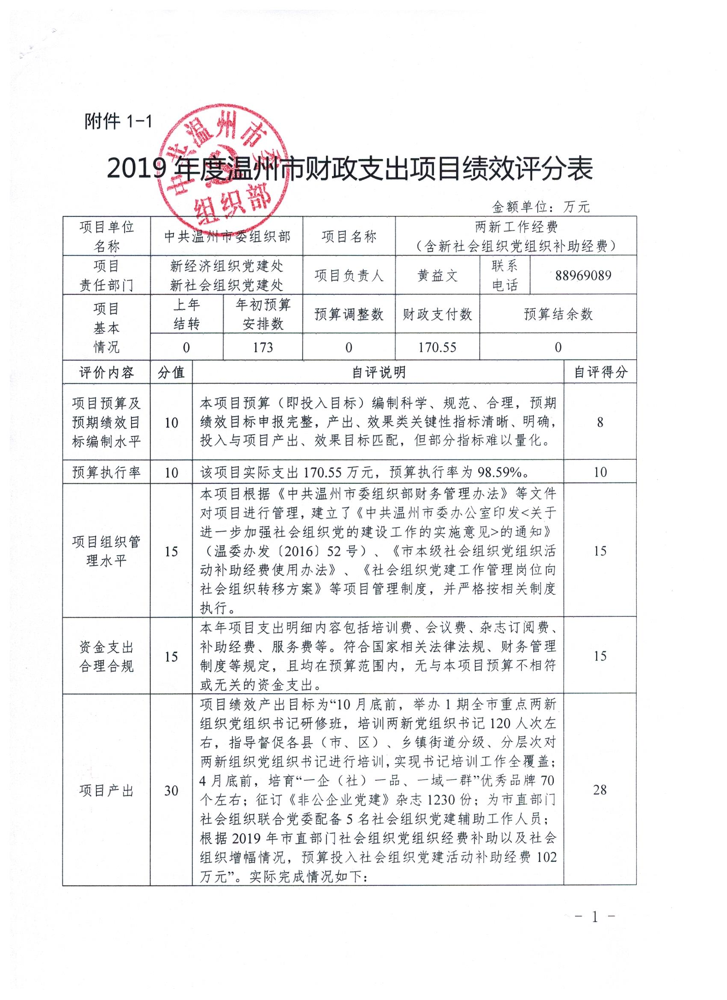 附件 1-1
中共温州市委
组织部
2019 年度温州市财政支出项目绩效评分表
金额单位：万元
项目单位
名称
中共温州市委组织部
项目名称
两新工作经费
（含新社会组织党组织补助经费）
项目
责任部门
新经济组织党建处
新社会组织党建处
项目负责人
黄益文
联系
电话
88969089
项目
基本
情况
上年
结转
年初预算
安排数
预算调整数
财政支付数
预算结余数
0
173
0
170.55
0
评价内容
分值
自评说明
自评得分
项目预算及
预期绩效目
标编制水平
10
本项目预算（即投入目标）编制科学、规范、合理，预期
绩效目标申报完整，产出、效果类关键性指标清晰、明确，
投入与项目产出、效果目标匹配，但部分指标难以量化。
8
预算执行率
10
该项目实际支出 170.55 万元，预算执行率为 98.59%。
10
项目组织管
理水平
15
本项目根据《中共温州市委组织部财务管理办法》等文件
对项目进行管理，建立了《中共温州市委办公室印发<关于
进一步加强社会组织党的建设工作的实施意见>的通知》
（温委办发〔2016〕52 号）、《市本级社会组织党组织活
动补助经费使用办法》、《社会组织党建工作管理岗位向
社会组织转移方案》等项目管理制度，并严格按相关制度
执行。
15
资金支出
合理合规
15
本年项目支出明细内容包括培训费、会议费、杂志订阅费、
补助经费、服务费等。符合国家相关法律法规、财务管理
制度等规定，且均在预算范围内，无与本项目预算不相符
或无关的资金支出。
15
项目产出
30
项目绩效产出目标为“10 月底前，举办 1 期全市重点两新
组织党组织书记研修班，培训两新党组织书记 120 人次左
右，指导督促各县（市、区）、乡镇街道分级、分层次对
两新组织党组织书记进行培训，实现书记培训工作全覆盖；
4 月底前，培育“一企（社）一品、一域一群”优秀品牌 70
个左右；征订《非公企业党建》杂志 1230 份；为市直部门
社会组织联合党委配备 5 名社会组织党建辅助工作人员；
根据 2019 年市直部门社会组织党组织经费补助以及社会
组织增幅情况，预算投入社会组织党建活动补助经费 102
万元”。实际完成情况如下：
28
- 1 -